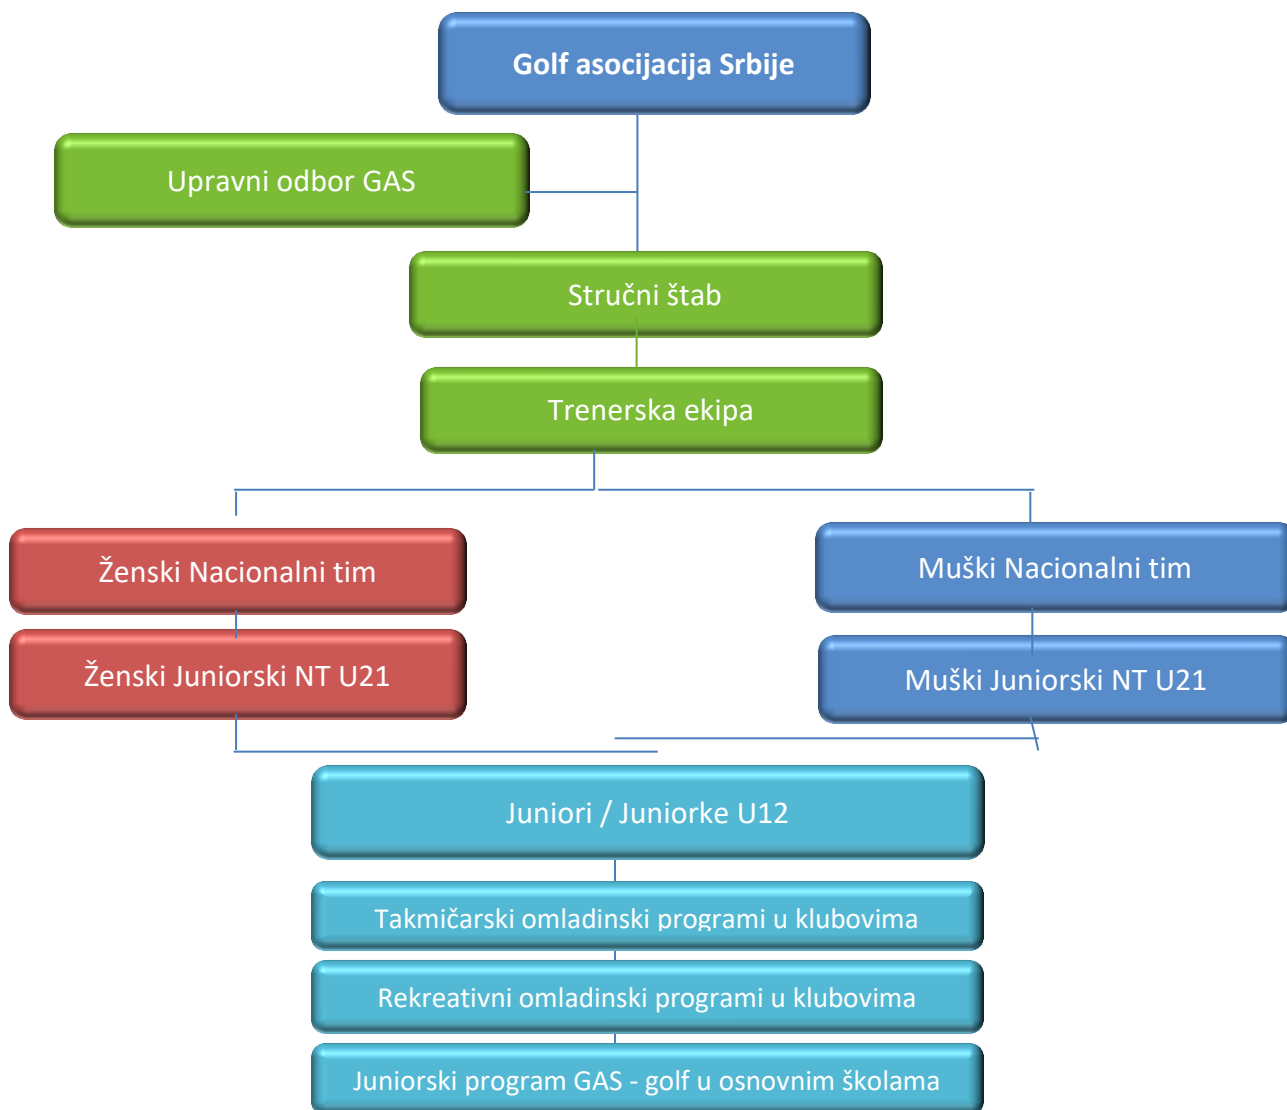 Golf asocijacija Srbije
Upravni odbor GAS
Stručni štab
Trenerska ekipa
Ženski Nacionalni tim
Muški Nacionalni tim
Ženski Juniorski NT U21
Muški Juniorski NT U21
Juniori / Juniorke U12
Takmičarski omladinski programi u klubovima
Rekreativni omladinski programi u klubovima
Juniorski program GAS - golf u osnovnim školama